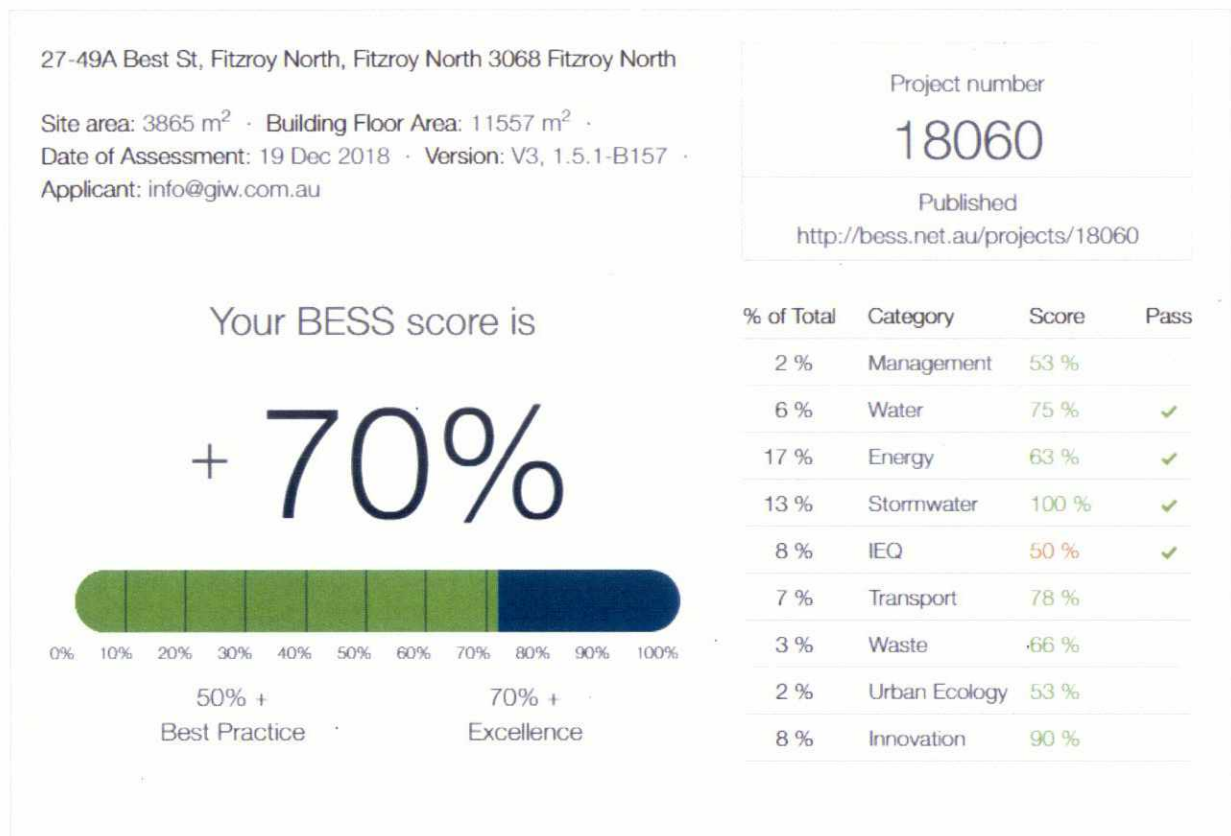 27-49A Best St, Fitzroy North, Fitzroy North 3068 Fitzroy North
Site area: 3865 m² · Building Floor Area: 11557 m² ·
Date of Assessment: 19 Dec 2018 · Version: V3, 1.5.1-B157 ·
Applicant: info@giw.com.au
Project number
18060
Published
http://bess.net.au/projects/18060
Your BESS score is
+ 70%
0% 10% 20% 30% 40% 50% 60% 70% 80% 90% 100%
50% +
Best Practice
70% +
Excellence
% of Total Category Score Pass
2 % Management 53 %
6 % Water 75 % ✓
17 % Energy 63 % ✓
13 % Stormwater 100 % ✓
8 % IEQ 50 % ✓
7 % Transport 78 %
3 % Waste 66 %
2 % Urban Ecology 53 %
8 % Innovation 90 %